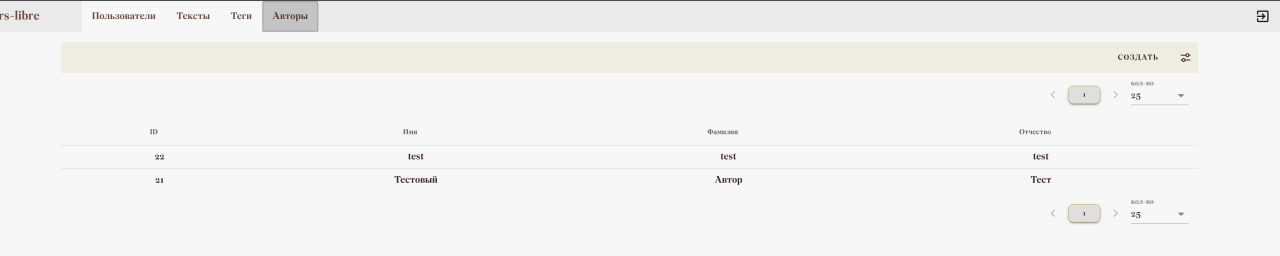 rs-libre Пользователи Тексты Теги Авторы
СОЗДАТЬ
кол-во
1 25
ID Имя Фамилия Отчество
22 test test test
21 Тестовый Автор Тест
кол-во
1 25